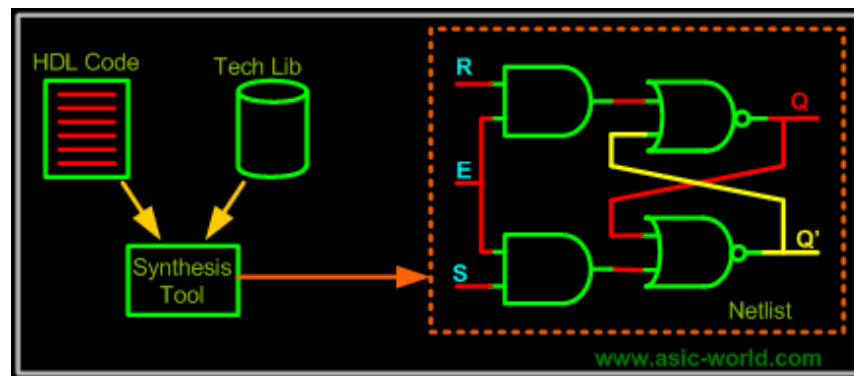 HDL Code
Tech Lib
Synthesis
Tool
R
E
S
Q
Q'
Netlist
www.asic-world.com